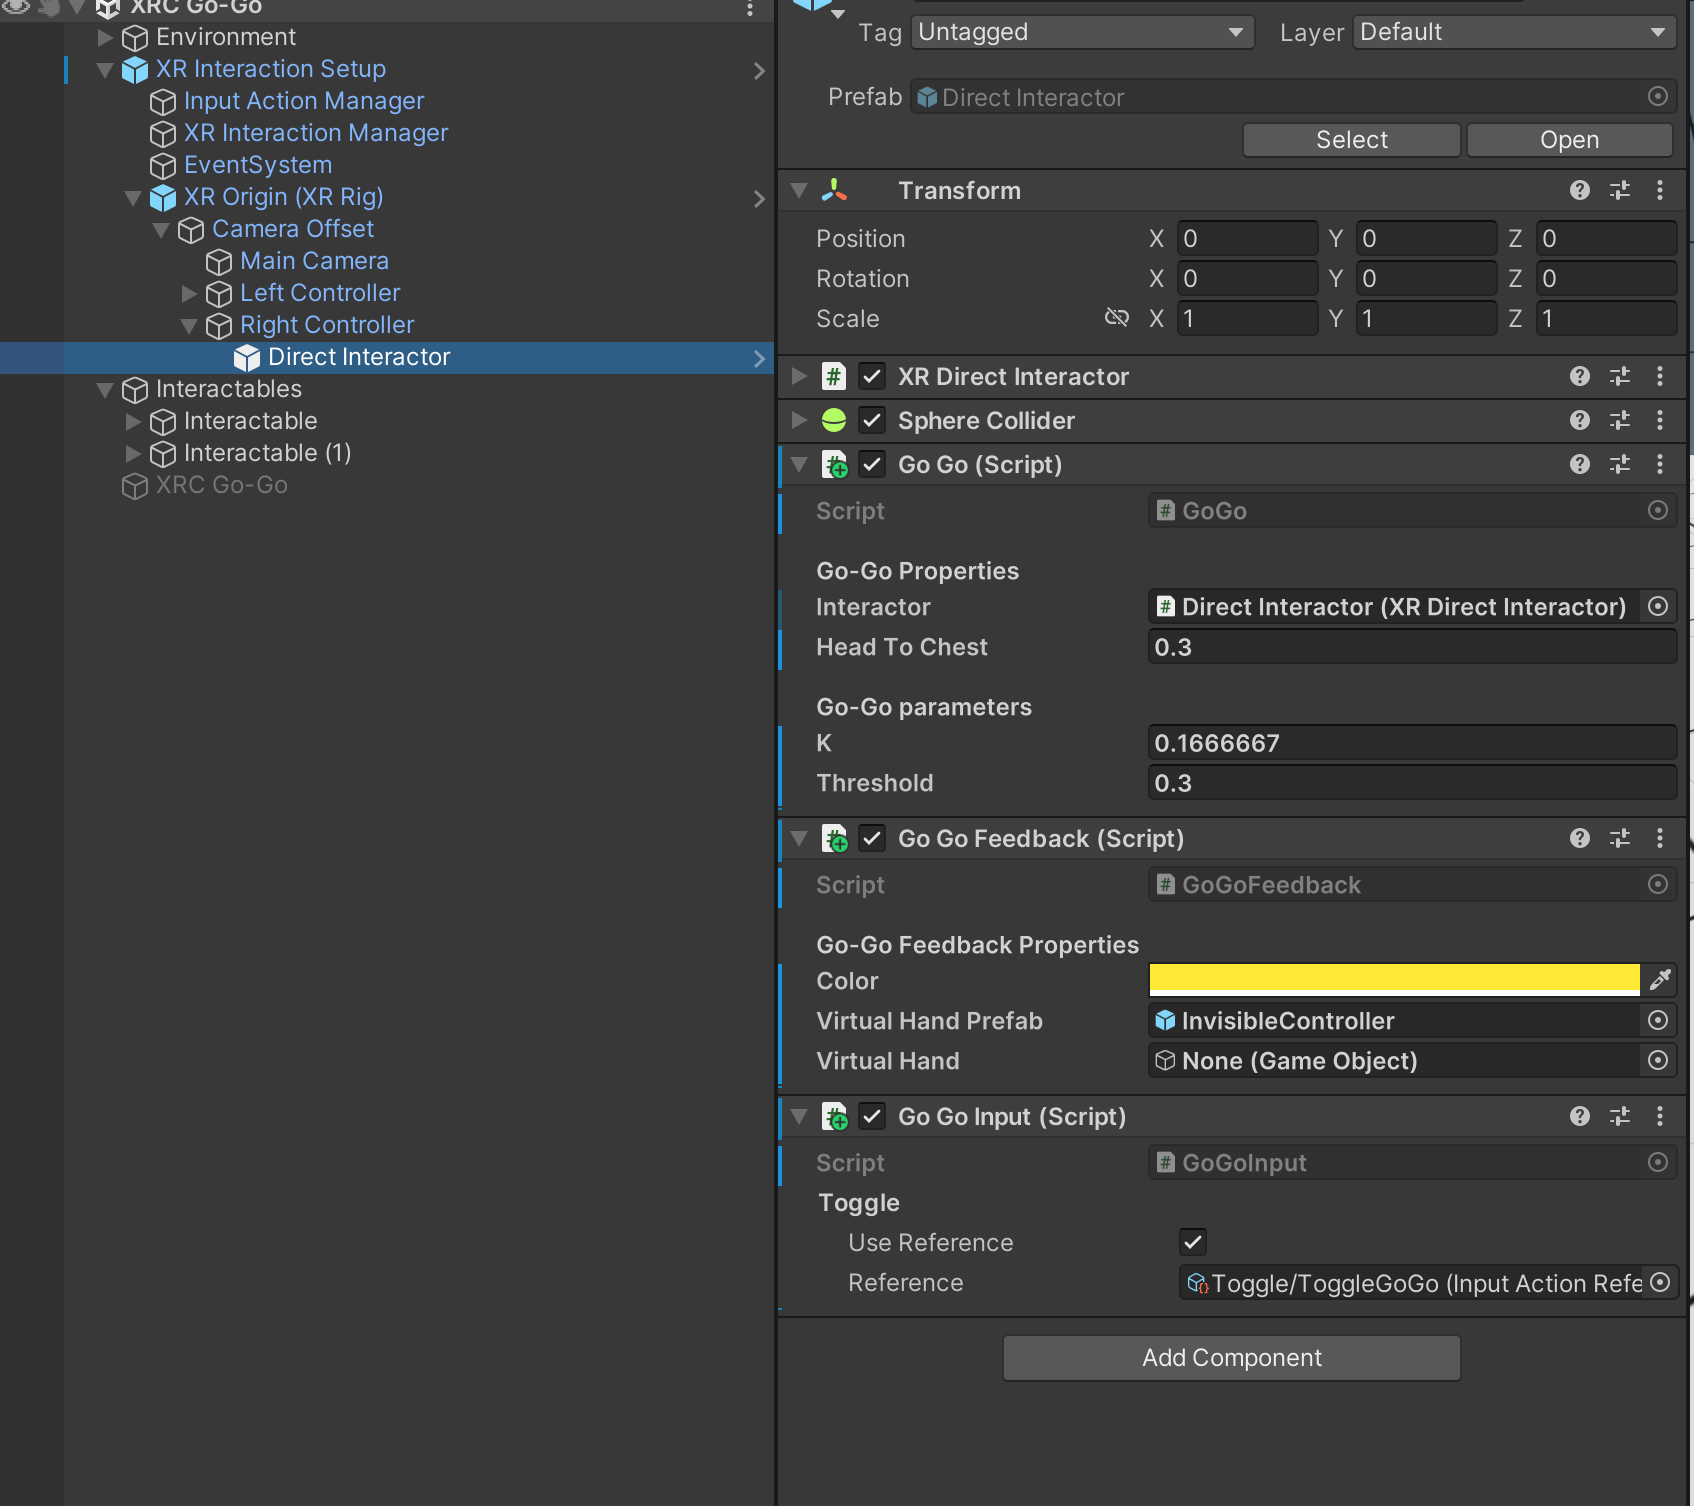 XRC Go-Go
Environment
XR Interaction Setup
Input Action Manager
XR Interaction Manager
EventSystem
XR Origin (XR Rig)
Camera Offset
Main Camera
Left Controller
Right Controller
Direct Interactor
Interactables
Interactable
Interactable (1)
XRC Go-Go
Tag Untagged Layer Default
Prefab Direct Interactor
Select Open
Transform
Position X 0 Y 0 Z 0
Rotation X 0 Y 0 Z 0
Scale X 1 Y 1 Z 1
# XR Direct Interactor
Sphere Collider
# Go Go (Script)
Script # GoGo
Go-Go Properties
Interactor # Direct Interactor (XR Direct Interactor)
Head To Chest 0.3
Go-Go parameters
K 0.1666667
Threshold 0.3
# Go Go Feedback (Script)
Script # GoGoFeedback
Go-Go Feedback Properties
Color
Virtual Hand Prefab InvisibleController
Virtual Hand None (Game Object)
# Go Go Input (Script)
Script # GoGoInput
Toggle
Use Reference
Reference Toggle/ToggleGoGo (Input Action Refe
Add Component